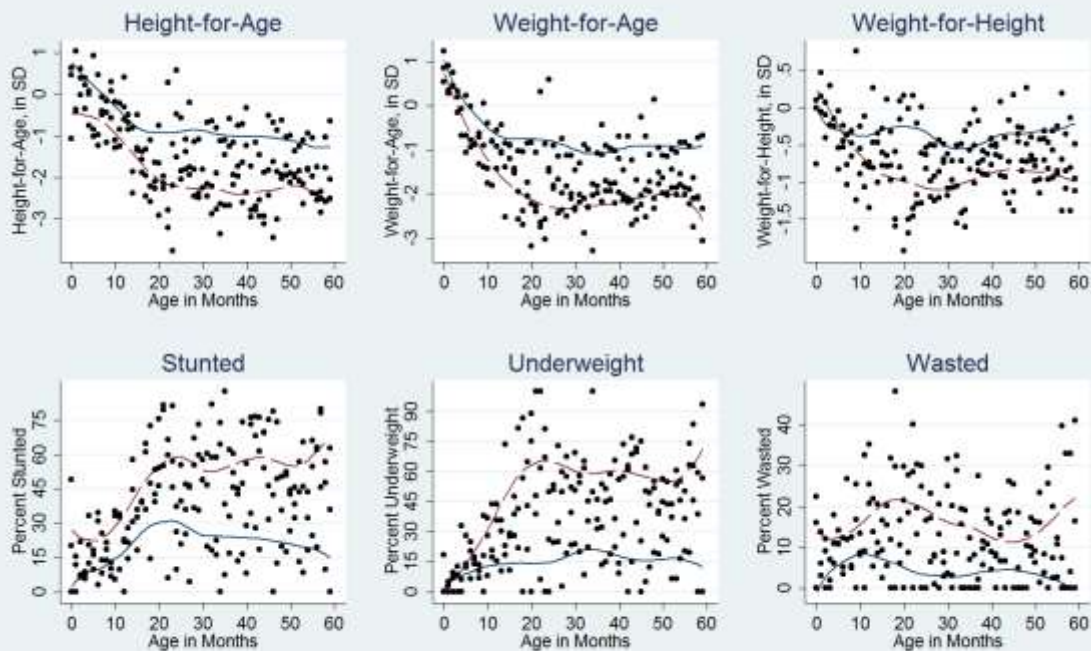 Height-for-Age
Weight-for-Age
Weight-for-Height
Height-for-Age, in SD
1
0
-1
-2
-3
0 10 20 30 40 50 60
Age in Months
Weight-for-Age, in SD
1
0
-1
-2
-3
0 10 20 30 40 50 60
Age in Months
Weight-for-Height, in SD
.5
0
-.5
-1
-1.5
0 10 20 30 40 50 60
Age in Months
Stunted
Underweight
Wasted
Percent Stunted
75
60
45
30
15
0
0 10 20 30 40 50 60
Age in Months
Percent Underweight
90
75
60
45
30
15
0
0 10 20 30 40 50 60
Age in Months
Percent Wasted
40
30
20
10
0
0 10 20 30 40 50 60
Age in Months